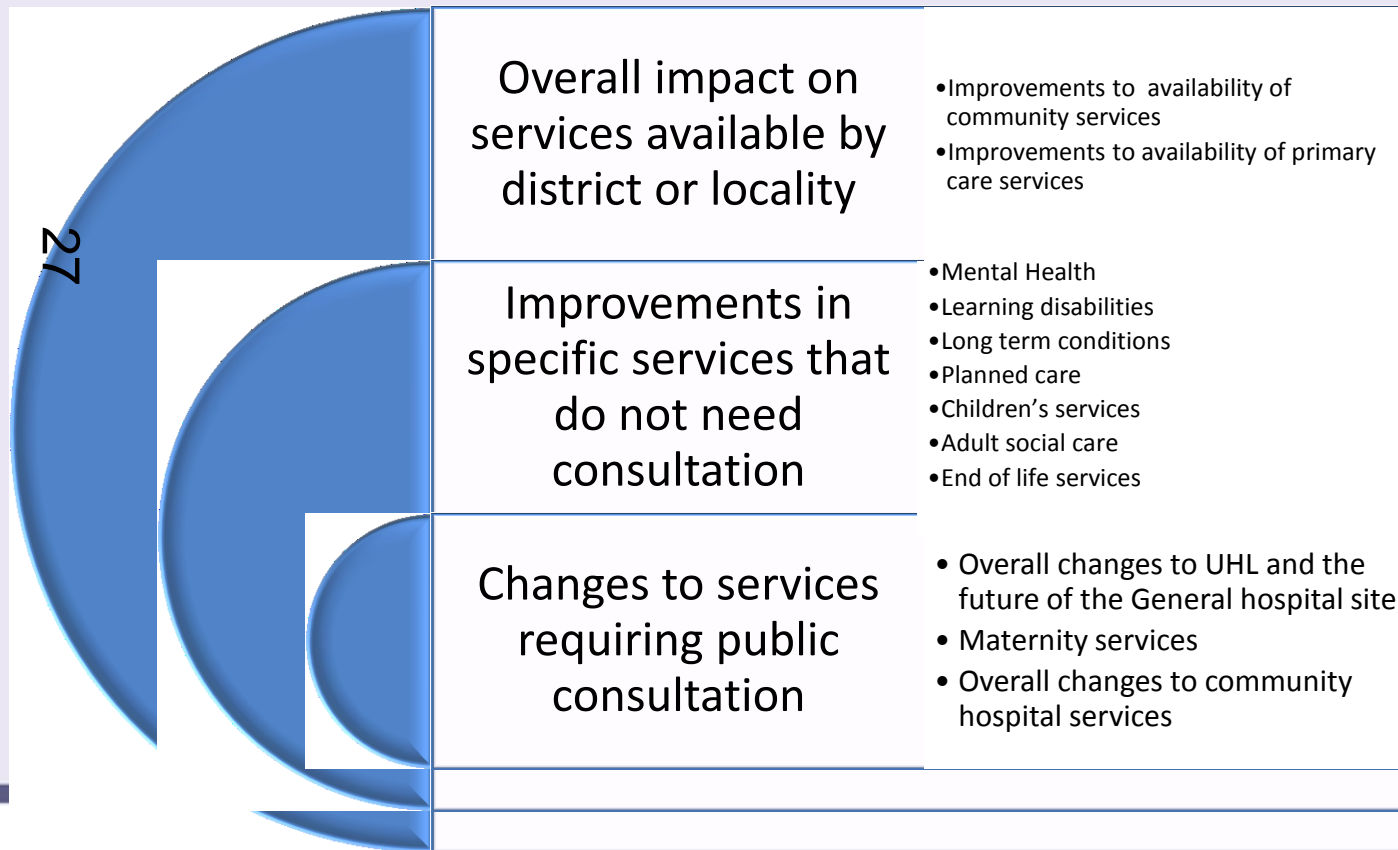 27
Overall impact on
services available by
district or locality
•Improvements to availability of
community services
•Improvements to availability of primary
care services
Improvements in
specific services that
do not need
consultation
•Mental Health
•Learning disabilities
•Long term conditions
•Planned care
•Children’s services
•Adult social care
•End of life services
Changes to services
requiring public
consultation
• Overall changes to UHL and the
future of the General hospital site
• Maternity services
• Overall changes to community
hospital services